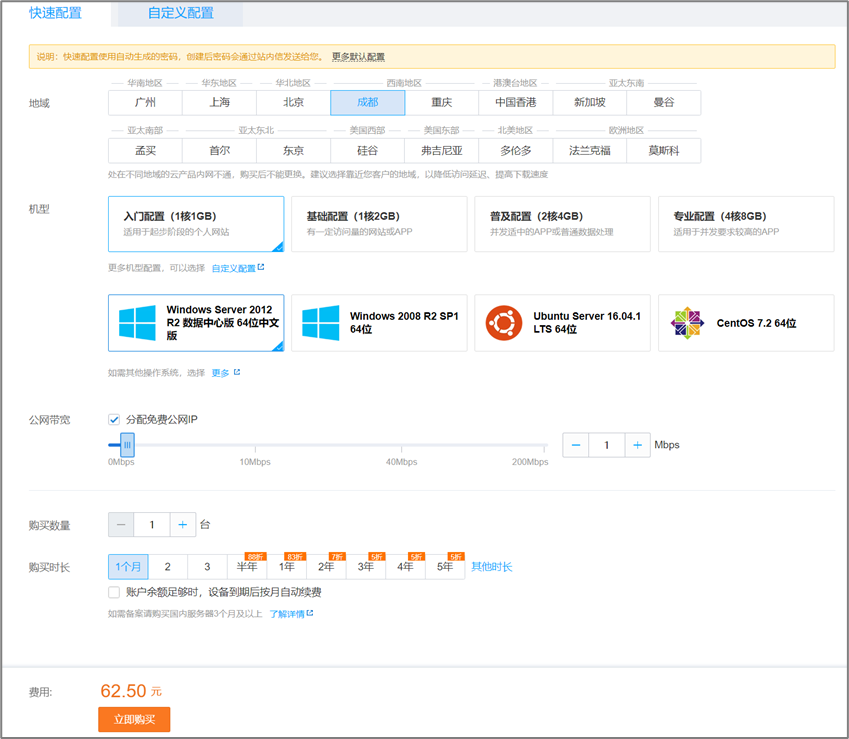 快速配置 自定义配置
说明：快速配置使用自动生成的密码，创建后密码会通过站内信发送给您。 更多默认配置
华南地区 华东地区 华北地区 西南地区 港澳台地区 亚太东南
地域 广州 上海 北京 成都 重庆 中国香港 新加坡 曼谷
亚太南部 亚太东北 美国西部 美国东部 北美地区 欧洲地区
孟买 首尔 东京 硅谷 弗吉尼亚 多伦多 法兰克福 莫斯科
处在不同地域的云产品内网不通，购买后不能更换。建议选择靠近您客户的地域，以降低访问延迟、提高下载速度
机型
入门配置（1核1GB） 基础配置（1核2GB） 普及配置（2核4GB） 专业配置（4核8GB）
适用于起步阶段的个人网站 有一定访问量的网站或APP 并发适中的APP或普通数据处理 适用于并发要求较高的APP
更多机型配置，可以选择 自定义配置
Windows Server 2012
R2 数据中心版 64位中文
版
Windows 2008 R2 SP1
64位
Ubuntu Server 16.04.1
LTS 64位
CentOS 7.2 64位
如需其他操作系统，选择 更多
公网带宽 分配免费公网IP
1 Mbps
0Mbps 10Mbps 40Mbps 200Mbps
购买数量 1 台
88折 83折 7折 5折 5折 5折
购买时长 1个月 2 3 半年 1年 2年 3年 4年 5年 其他时长
账户余额足够时，设备到期后按月自动续费
如需备案请购买国内服务器3个月及以上 了解详情
费用: 62.50 元
立即购买